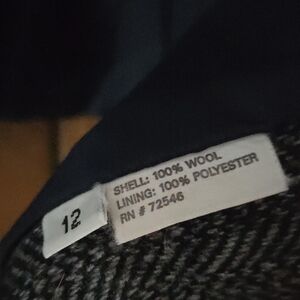 SHELL: 100% WOOL
LINING: 100% POLYESTER
RN # 72546
12